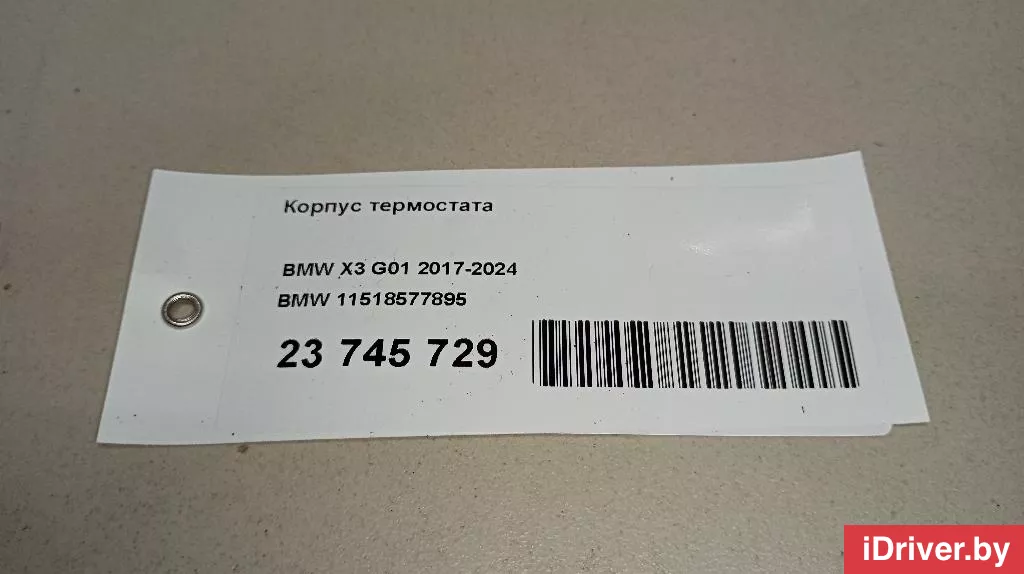 Корпус термостата
BMW X3 G01 2017-2024
BMW 11518577895
23 745 729
iDriver.by